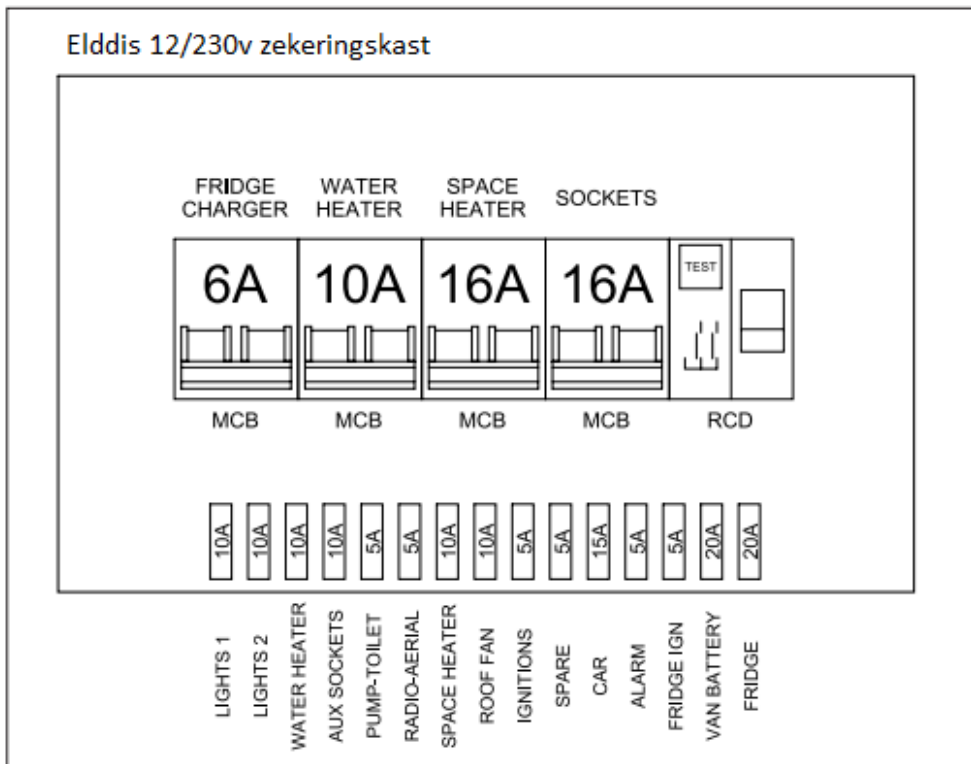 Elddis 12/230v zekeringskast
FRIDGE CHARGER
WATER HEATER
SPACE HEATER
SOCKETS
6A
10A
16A
16A
TEST
MCB
MCB
MCB
MCB
RCD
10A
10A
10A
10A
5A
5A
10A
10A
5A
5A
15A
5A
5A
20A
20A
LIGHTS 1
LIGHTS 2
WATER HEATER
AUX SOCKETS
PUMP-TOILET
RADIO-AERIAL
SPACE HEATER
ROOF FAN
IGNITIONS
SPARE
CAR
ALARM
FRIDGE IGN
VAN BATTERY
FRIDGE